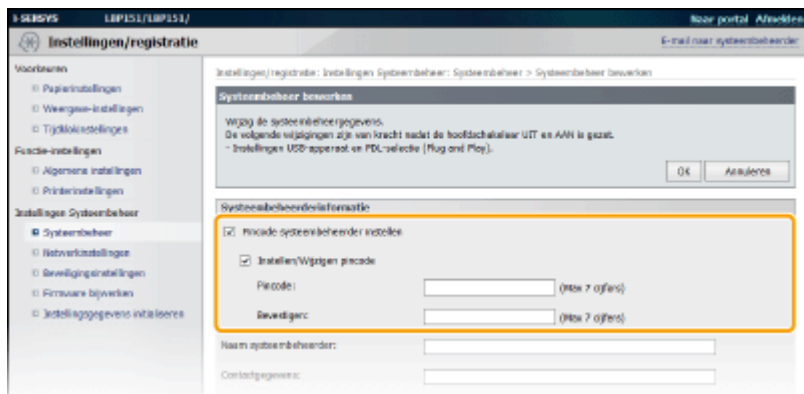 i-SENSYS LBP151/LBP151/ Naar portal Afmelden
Instellingen/registratie E-mail naar systeembeheerder
Voorkeuren
Papierinstellingen
Weergave-instellingen
Tijdklokinstellingen
Functie-instellingen
Algemene instellingen
Printerinstellingen
Instellingen Systeembeheer
Systeembeheer
Netwerkinstellingen
Beveiligingsinstellingen
Firmware bijwerken
Instellingsgegevens initialiseren
Instellingen/registratie: Instellingen Systeembeheer: Systeembeheer > Systeembeheer bewerken
Systeembeheer bewerken
Wijzig de systeembeheergegevens.
De volgende wijzigingen zijn van kracht nadat de hoofdschakelaar UIT en AAN is gezet.
- Instellingen USB-apparaat en PDL-selectie (Plug and Play).
OK Annuleren
Systeembeheerderinformatie
Pincode systeembeheerder instellen
Instellen/Wijzigen pincode
Pincode: (Max 7 cijfers)
Bevestigen: (Max 7 cijfers)
Naam systeembeheerder:
Contactgegevens: